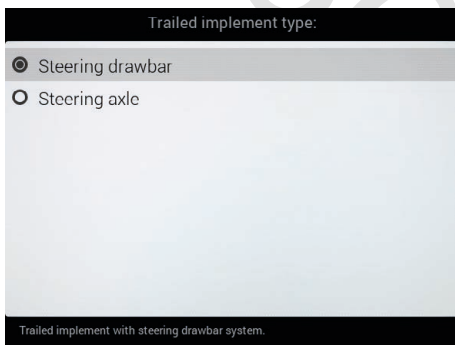 Trailed implement type:
Steering drawbar
Steering axle
Trailed implement with steering drawbar system.